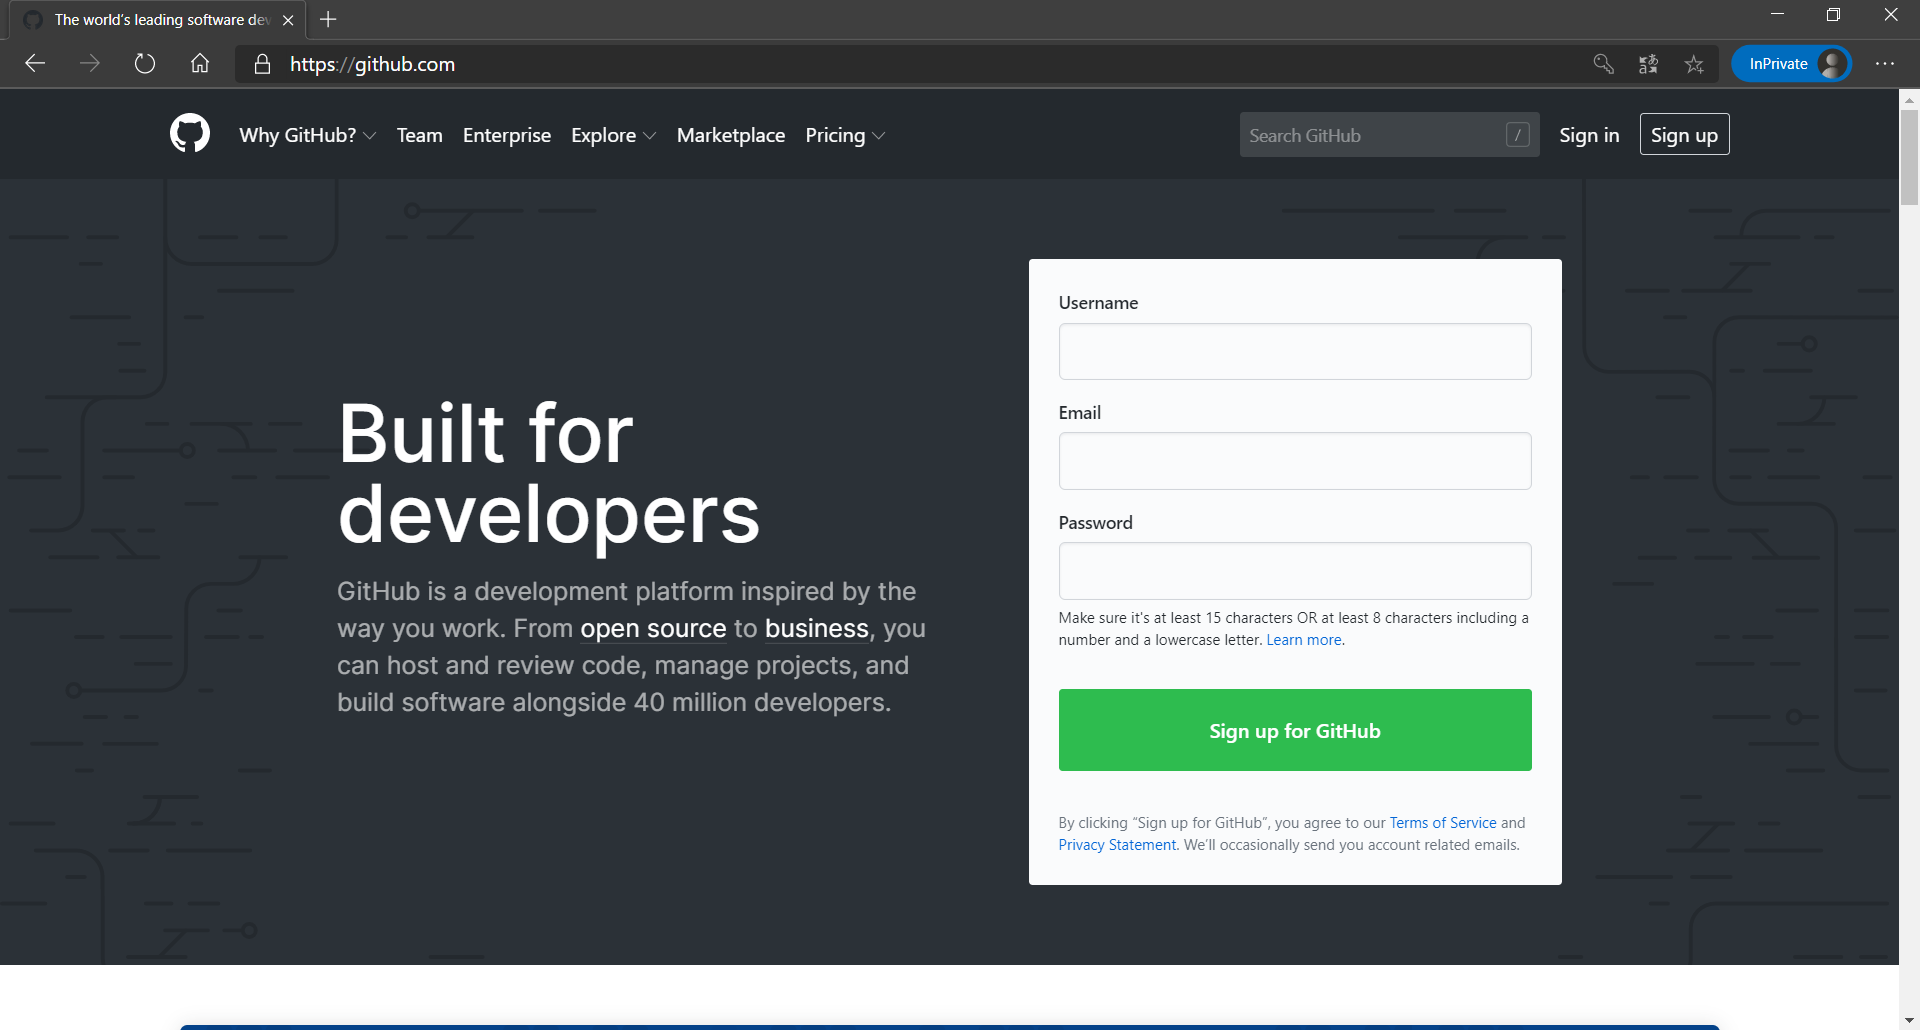 The world's leading software dev
https://github.com
InPrivate
Why GitHub? Team Enterprise Explore Marketplace Pricing
Search GitHub /
Sign in
Sign up
Built for
developers
GitHub is a development platform inspired by the
way you work. From open source to business, you
can host and review code, manage projects, and
build software alongside 40 million developers.
Username
Email
Password
Make sure it's at least 15 characters OR at least 8 characters including a
number and a lowercase letter. Learn more.
Sign up for GitHub
By clicking “Sign up for GitHub”, you agree to our Terms of Service and
Privacy Statement. We’ll occasionally send you account related emails.